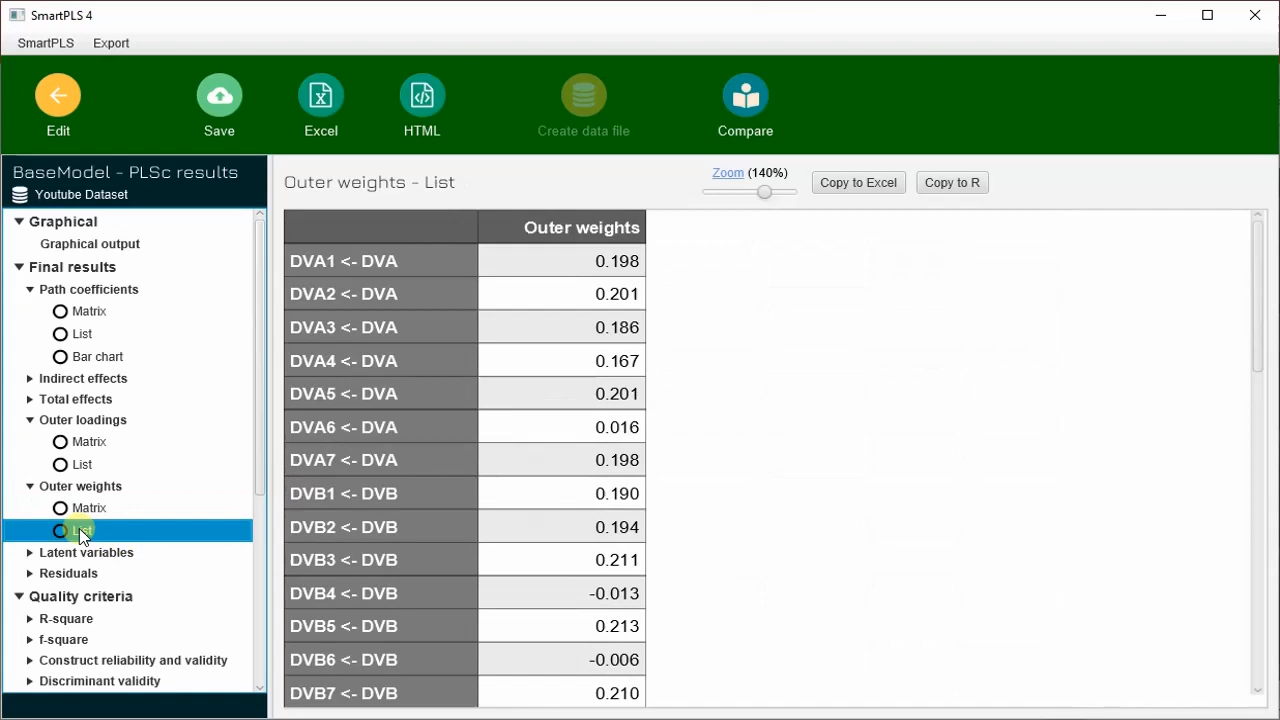 SmartPLS 4
SmartPLS Export
Edit Save Excel HTML Create data file Compare
BaseModel - PLSc results
Youtube Dataset
Graphical
Graphical output
Final results
Path coefficients
Matrix
List
Bar chart
Indirect effects
Total effects
Outer loadings
Matrix
List
Outer weights
Matrix
List
Latent variables
Residuals
Quality criteria
R-square
f-square
Construct reliability and validity
Discriminant validity
Outer weights - List
Zoom (140%)
Copy to Excel Copy to R
Outer weights
DVA1 <- DVA 0.198
DVA2 <- DVA 0.201
DVA3 <- DVA 0.186
DVA4 <- DVA 0.167
DVA5 <- DVA 0.201
DVA6 <- DVA 0.016
DVA7 <- DVA 0.198
DVB1 <- DVB 0.190
DVB2 <- DVB 0.194
DVB3 <- DVB 0.211
DVB4 <- DVB -0.013
DVB5 <- DVB 0.213
DVB6 <- DVB -0.006
DVB7 <- DVB 0.210